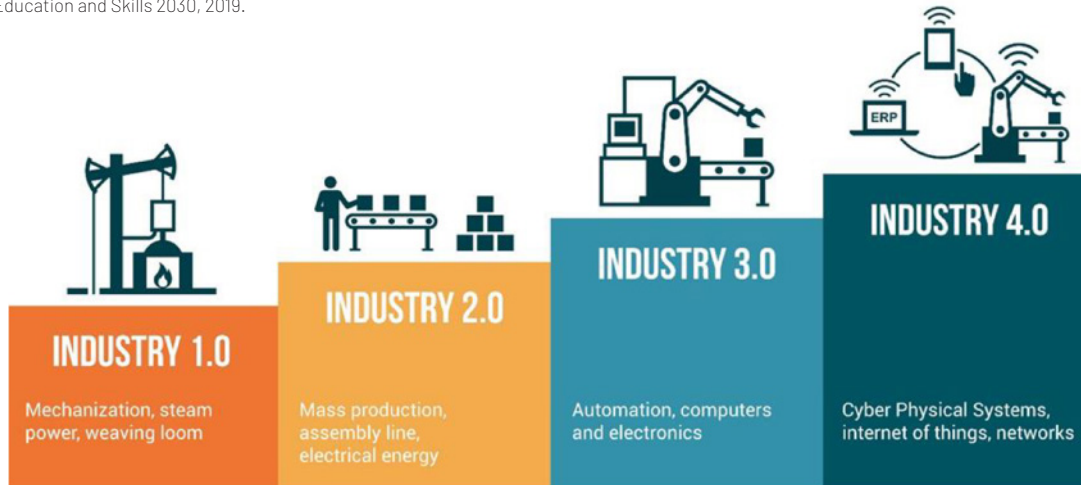 Education and Skills 2030, 2019.
ERP
INDUSTRY 1.0
Mechanization, steam
power, weaving loom
INDUSTRY 2.0
Mass production,
assembly line,
electrical energy
INDUSTRY 3.0
Automation, computers
and electronics
INDUSTRY 4.0
Cyber Physical Systems,
internet of things, networks